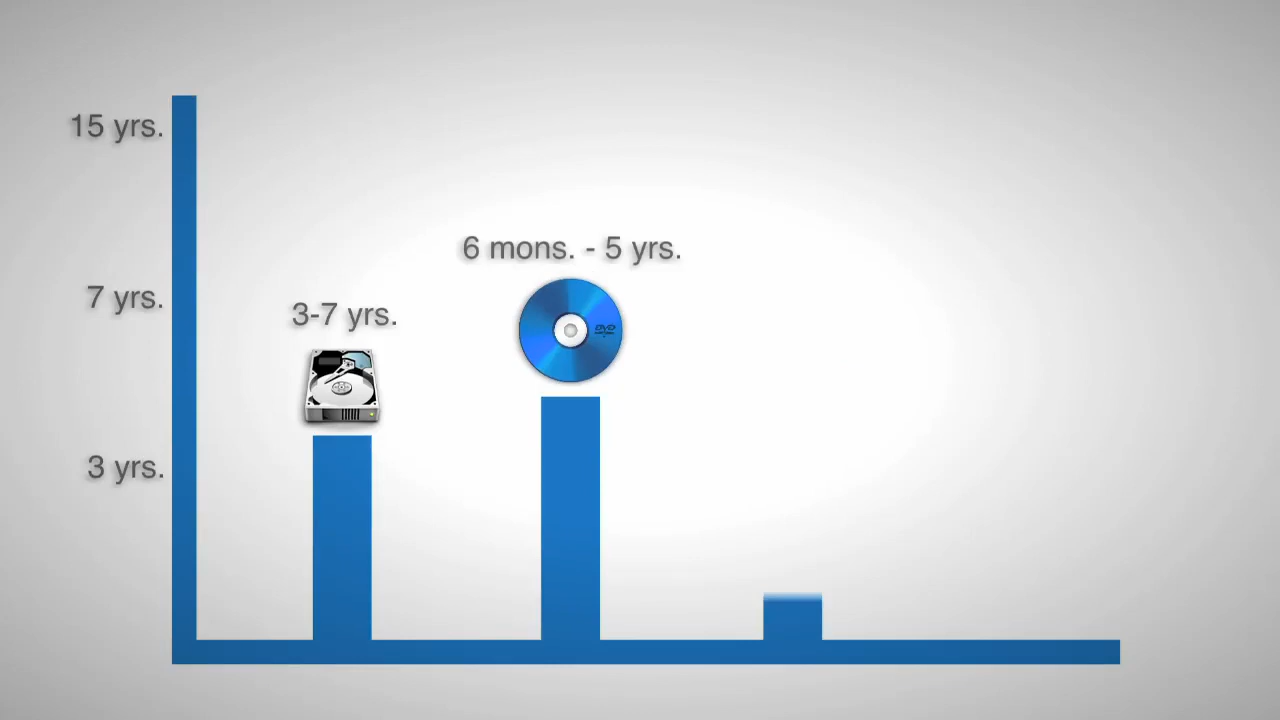 15 yrs.
6 mons. - 5 yrs.
7 yrs.
3-7 yrs.
DVD
3 yrs.